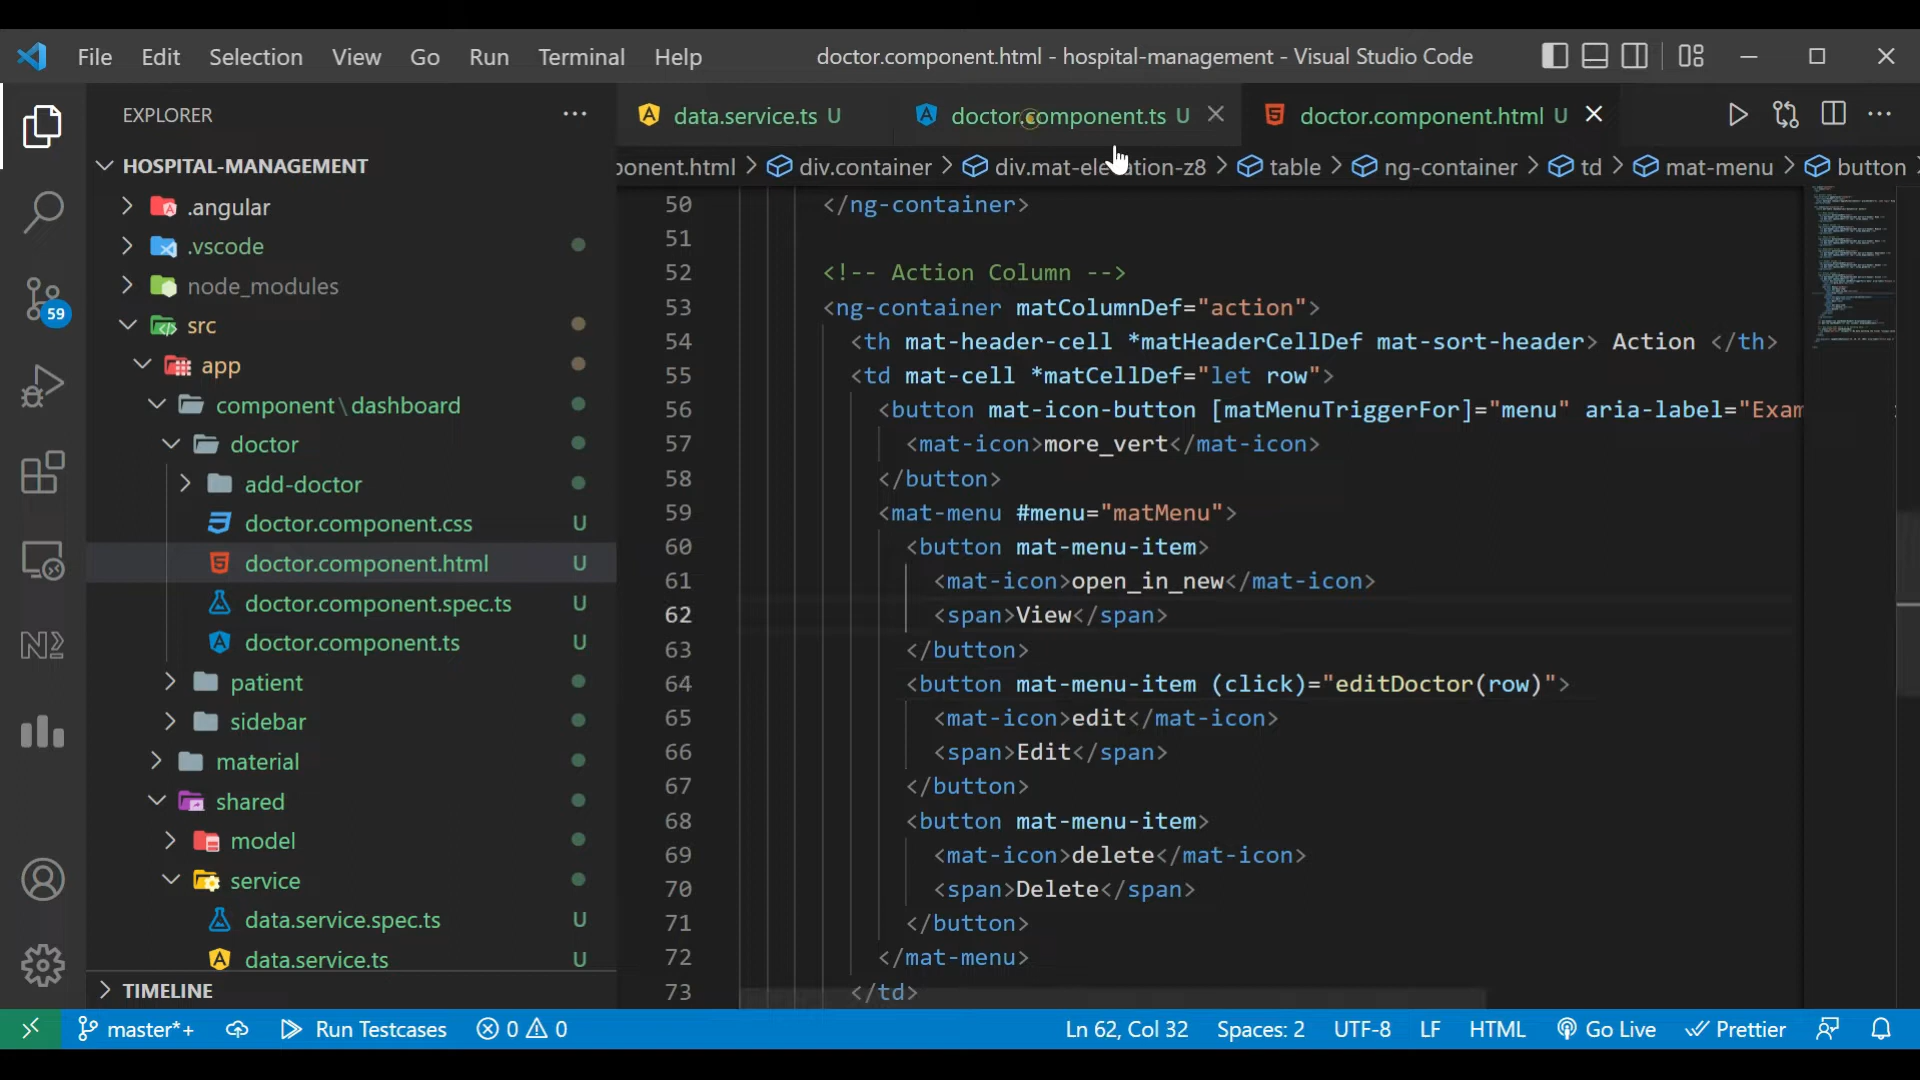 File Edit Selection View Go Run Terminal Help doctor.component.html - hospital-management - Visual Studio Code
EXPLORER
HOSPITAL-MANAGEMENT
.angular
.vscode
node_modules
src
app
component\dashboard
doctor
add-doctor
doctor.component.css U
doctor.component.html U
doctor.component.spec.ts U
doctor.component.ts U
patient
sidebar
material
shared
model
service
data.service.spec.ts U
data.service.ts U
TIMELINE
59
data.service.ts U doctor.component.ts U doctor.component.html U
ponent.html > div.container > div.mat-elevation-z8 > table > ng-container > td > mat-menu > button
50 </ng-container>
51
52 <!-- Action Column -->
53 <ng-container matColumnDef="action">
54 <th mat-header-cell *matHeaderCellDef mat-sort-header> Action </th>
55 <td mat-cell *matCellDef="let row">
56 <button mat-icon-button [matMenuTriggerFor]="menu" aria-label="Exam
57 <mat-icon>more_vert</mat-icon>
58 </button>
59 <mat-menu #menu="matMenu">
60 <button mat-menu-item>
61 <mat-icon>open_in_new</mat-icon>
62 <span>View</span>
63 </button>
64 <button mat-menu-item (click)="editDoctor(row)">
65 <mat-icon>edit</mat-icon>
66 <span>Edit</span>
67 </button>
68 <button mat-menu-item>
69 <mat-icon>delete</mat-icon>
70 <span>Delete</span>
71 </button>
72 </mat-menu>
73 </td>
master*+ Run Testcases 0 0 Ln 62, Col 32 Spaces: 2 UTF-8 LF HTML Go Live Prettier